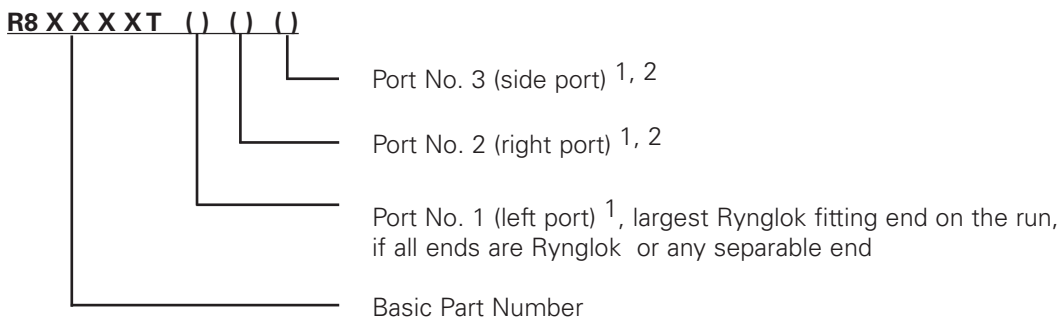 R8 X X X X T ( ) ( ) ( )
Port No. 3 (side port) 1, 2
Port No. 2 (right port) 1, 2
Port No. 1 (left port) 1, largest Rynglok fitting end on the run,
if all ends are Rynglok or any separable end
Basic Part Number